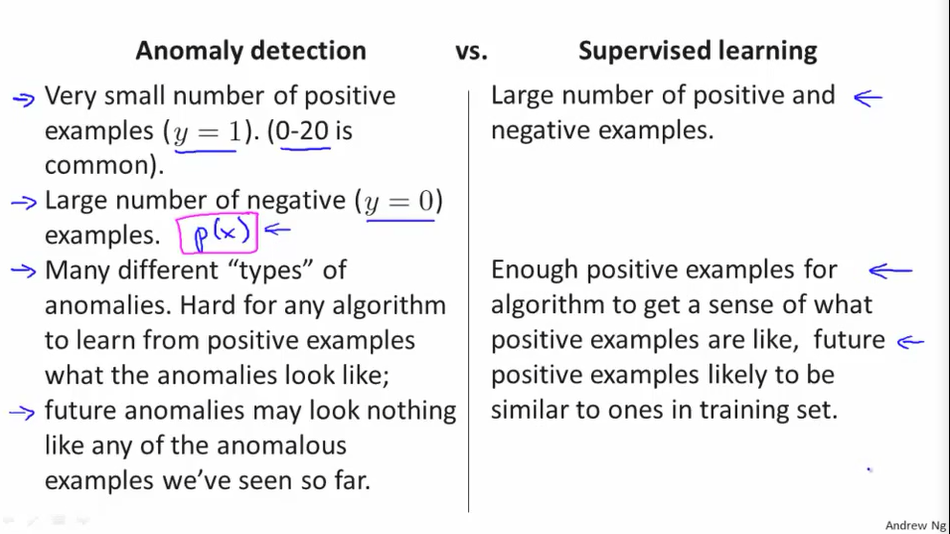 Anomaly detection vs. Supervised learning
Very small number of positive
examples (y = 1). (0-20 is
common).
Large number of negative (y = 0)
examples. p(x)
Many different “types” of
anomalies. Hard for any algorithm
to learn from positive examples
what the anomalies look like;
future anomalies may look nothing
like any of the anomalous
examples we’ve seen so far.
Large number of positive and
negative examples.
Enough positive examples for
algorithm to get a sense of what
positive examples are like, future
positive examples likely to be
similar to ones in training set.
Andrew Ng